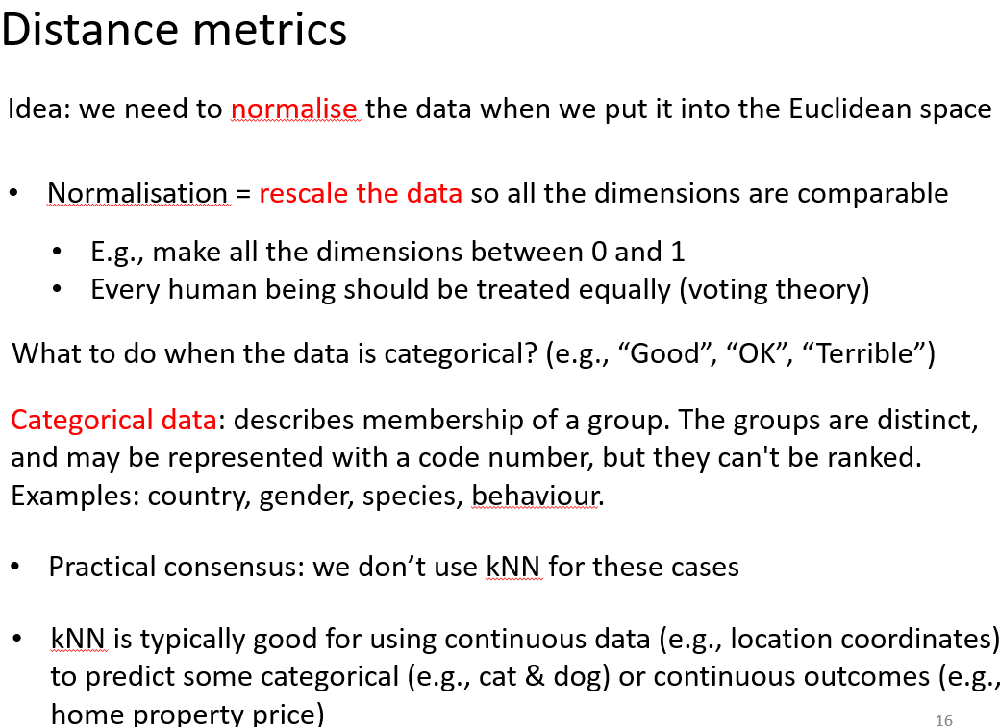 Distance metrics
Idea: we need to normalise the data when we put it into the Euclidean space
• Normalisation = rescale the data so all the dimensions are comparable
• E.g., make all the dimensions between 0 and 1
• Every human being should be treated equally (voting theory)
What to do when the data is categorical? (e.g., “Good”, “OK”, “Terrible”)
Categorical data: describes membership of a group. The groups are distinct,
and may be represented with a code number, but they can't be ranked.
Examples: country, gender, species, behaviour.
• Practical consensus: we don’t use kNN for these cases
• kNN is typically good for using continuous data (e.g., location coordinates)
to predict some categorical (e.g., cat & dog) or continuous outcomes (e.g.,
home property price)
16